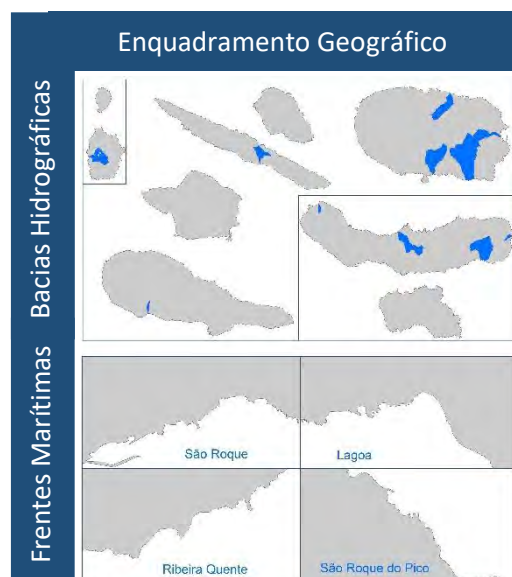 Enquadramento Geográfico
Bacias Hidrográficas
Frentes Marítimas
São Roque
Lagoa
Ribeira Quente
São Roque do Pico